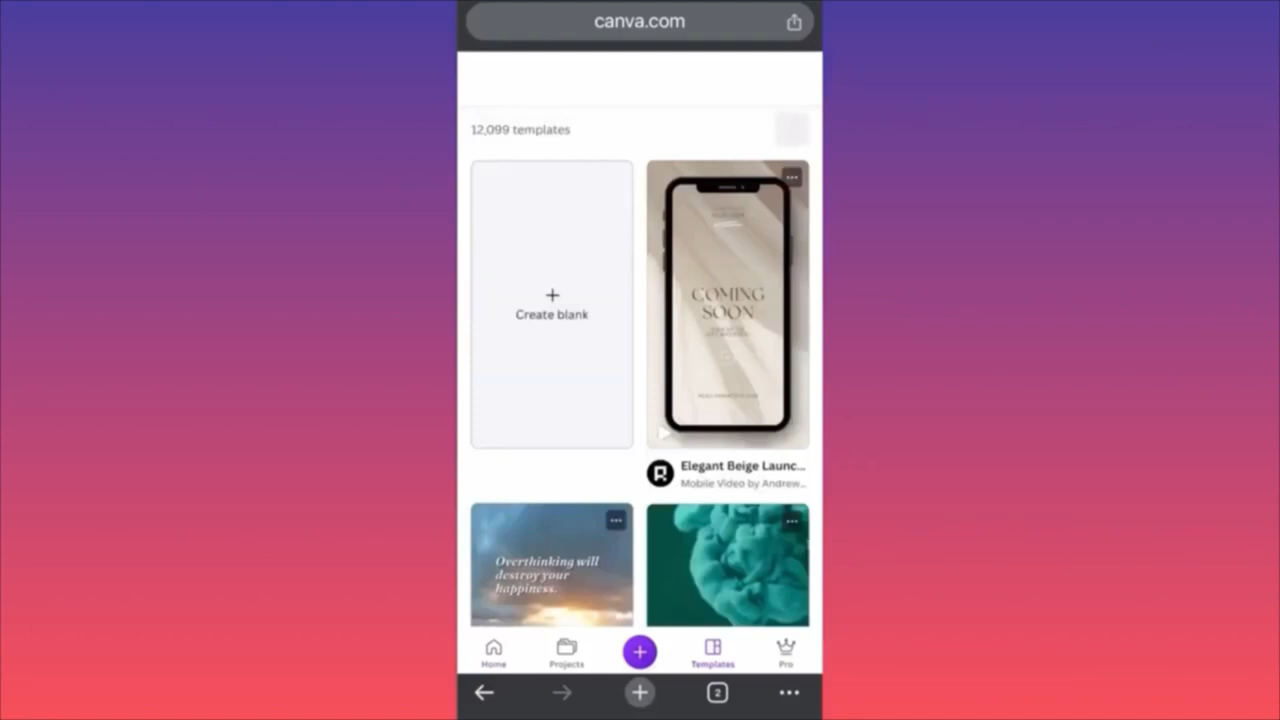 canva.com
12,099 templates
Create blank
COMING
SOON
Elegant Beige Launc...
Mobile Video by Andrew...
Overthinking will
destroy your
happiness.
Home
Projects
Templates
Pro
2